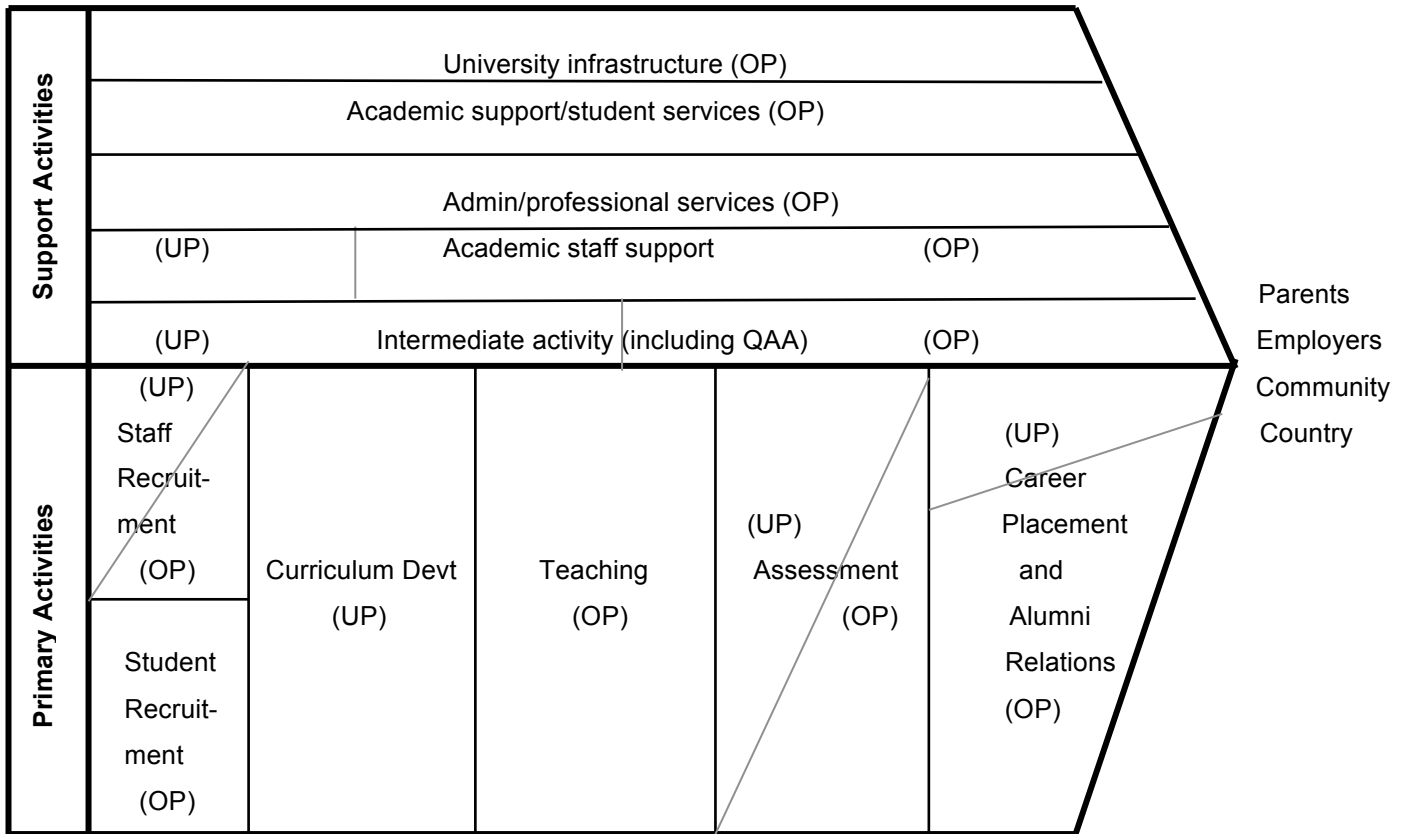 Support Activities
University infrastructure (OP)
Academic support/student services (OP)
Admin/professional services (OP)
(UP) Academic staff support (OP)
(UP) Intermediate activity (including QAA) (OP)
Parents
Employers
Community
Country
Primary Activities
(UP)
Staff
Recruit-
ment
(OP)
Student
Recruit-
ment
(OP)
Curriculum Devt
(UP)
Teaching
(OP)
(UP)
Assessment
(OP)
(UP)
Career
Placement
and
Alumni
Relations
(OP)